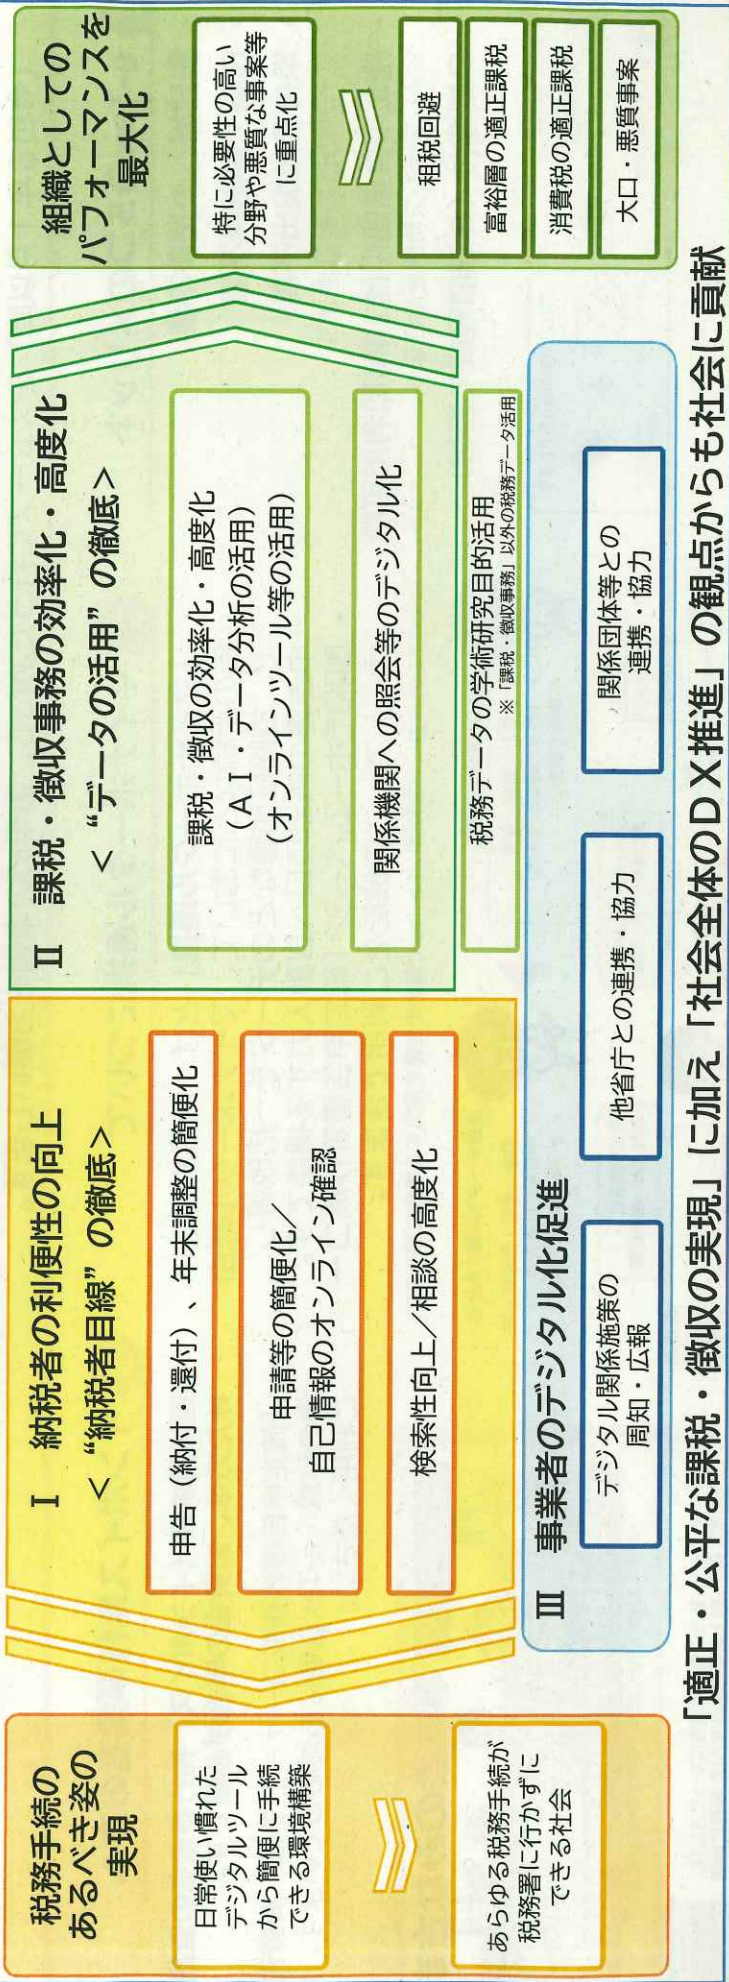 税務手続の
あるべき姿の
実現
日常使い慣れた
デジタルツール
から簡便に手続
できる環境構築
あらゆる税務手続が
税務署に行かずに
できる社会
Ⅰ 納税者の利便性の向上
＜“納税者目線”の徹底＞
申告（納付・還付）、年末調整の簡便化
申請等の簡便化／
自己情報のオンライン確認
検索性向上／相談の高度化
Ⅱ 課税・徴収事務の効率化・高度化
＜“データの活用”の徹底＞
課税・徴収の効率化・高度化
（ＡＩ・データ分析の活用）
（オンラインツール等の活用）
関係機関への照会等のデジタル化
税務データの学術研究目的活用
※「課税・徴収事務」以外の税務データ活用
組織としての
パフォーマンスを
最大化
特に必要性の高い
分野や悪質な事案等
に重点化
租税回避
富裕層の適正課税
消費税の適正課税
大口・悪質事案
Ⅲ 事業者のデジタル化促進
デジタル関係施策の
周知・広報
他省庁との連携・協力
関係団体等との
連携・協力
「適正・公平な課税・徴収の実現」に加え「社会全体のＤＸ推進」の観点からも社会に貢献